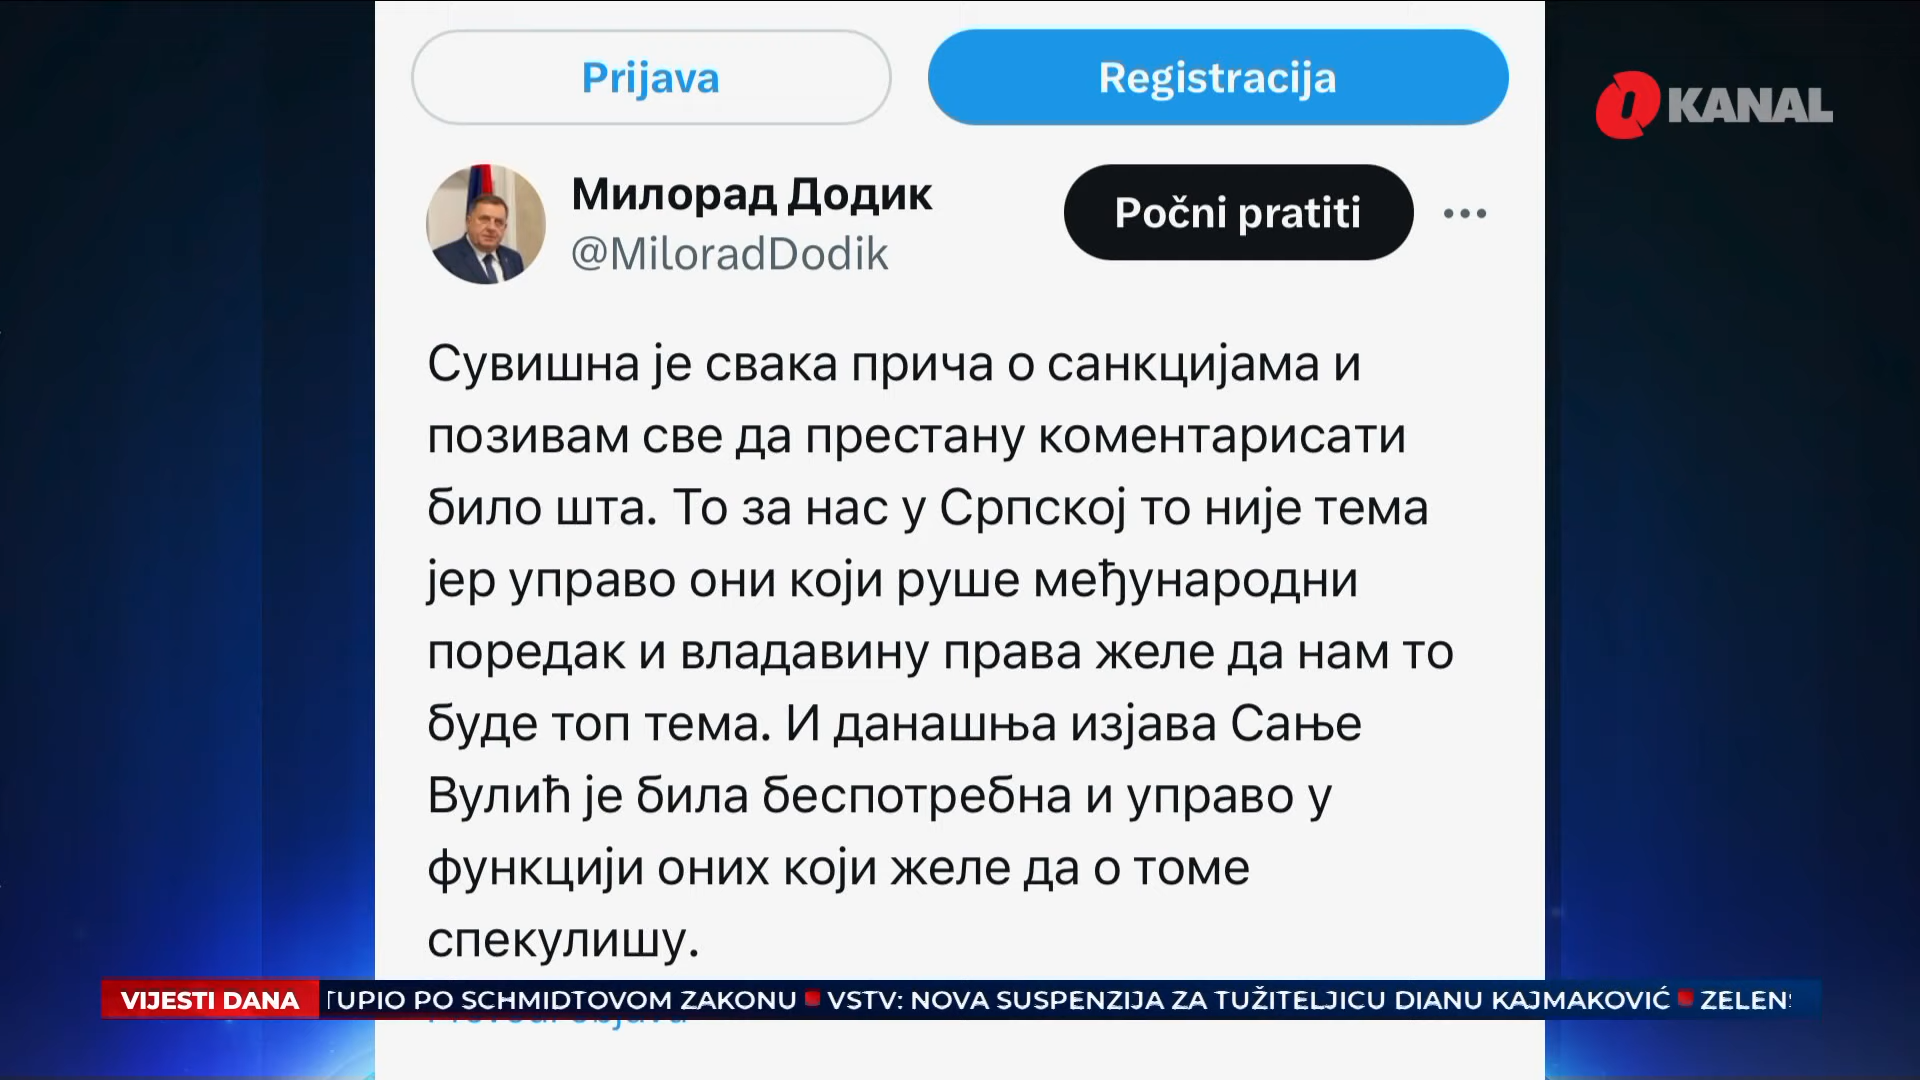 Prijava
Registracija
O KANAL
Милорад Додик
@MiloradDodik
Počni pratiti
Сувишна је свака прича о санкцијама и
позивам све да престану коментарисати
било шта. То за нас у Српској то није тема
јер управо они који руше међународни
поредак и владавину права желе да нам то
буде топ тема. И данашња изјава Сање
Вулић је била беспотребна и управо у
функцији оних који желе да о томе
спекулишу.
VIJESTI DANA
TUPIO PO SCHMIDTOVOM ZAKONU ▪ VSTV: NOVA SUSPENZIJA ZA TUŽITELJICU DIANU KAJMAKOVIĆ ▪ ZELEN